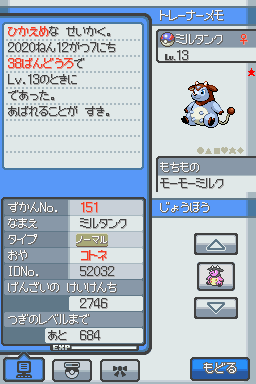 ひかえめな せいかく。
2020ねん12がつ7にち
38ばんどうろで
Lv.13のときに
であった。
あばれることが すき。
トレーナーメモ
ミルタンク ♀
Lv.13
もちもの
モーモーミルク
じょうほう
ずかんNo. 151
なまえ ミルタンク
タイプ ノーマル
おや コトネ
IDNo. 52032
げんざいの けいけんち
2746
つぎのレベルまで
あと 684
EXP
もどる